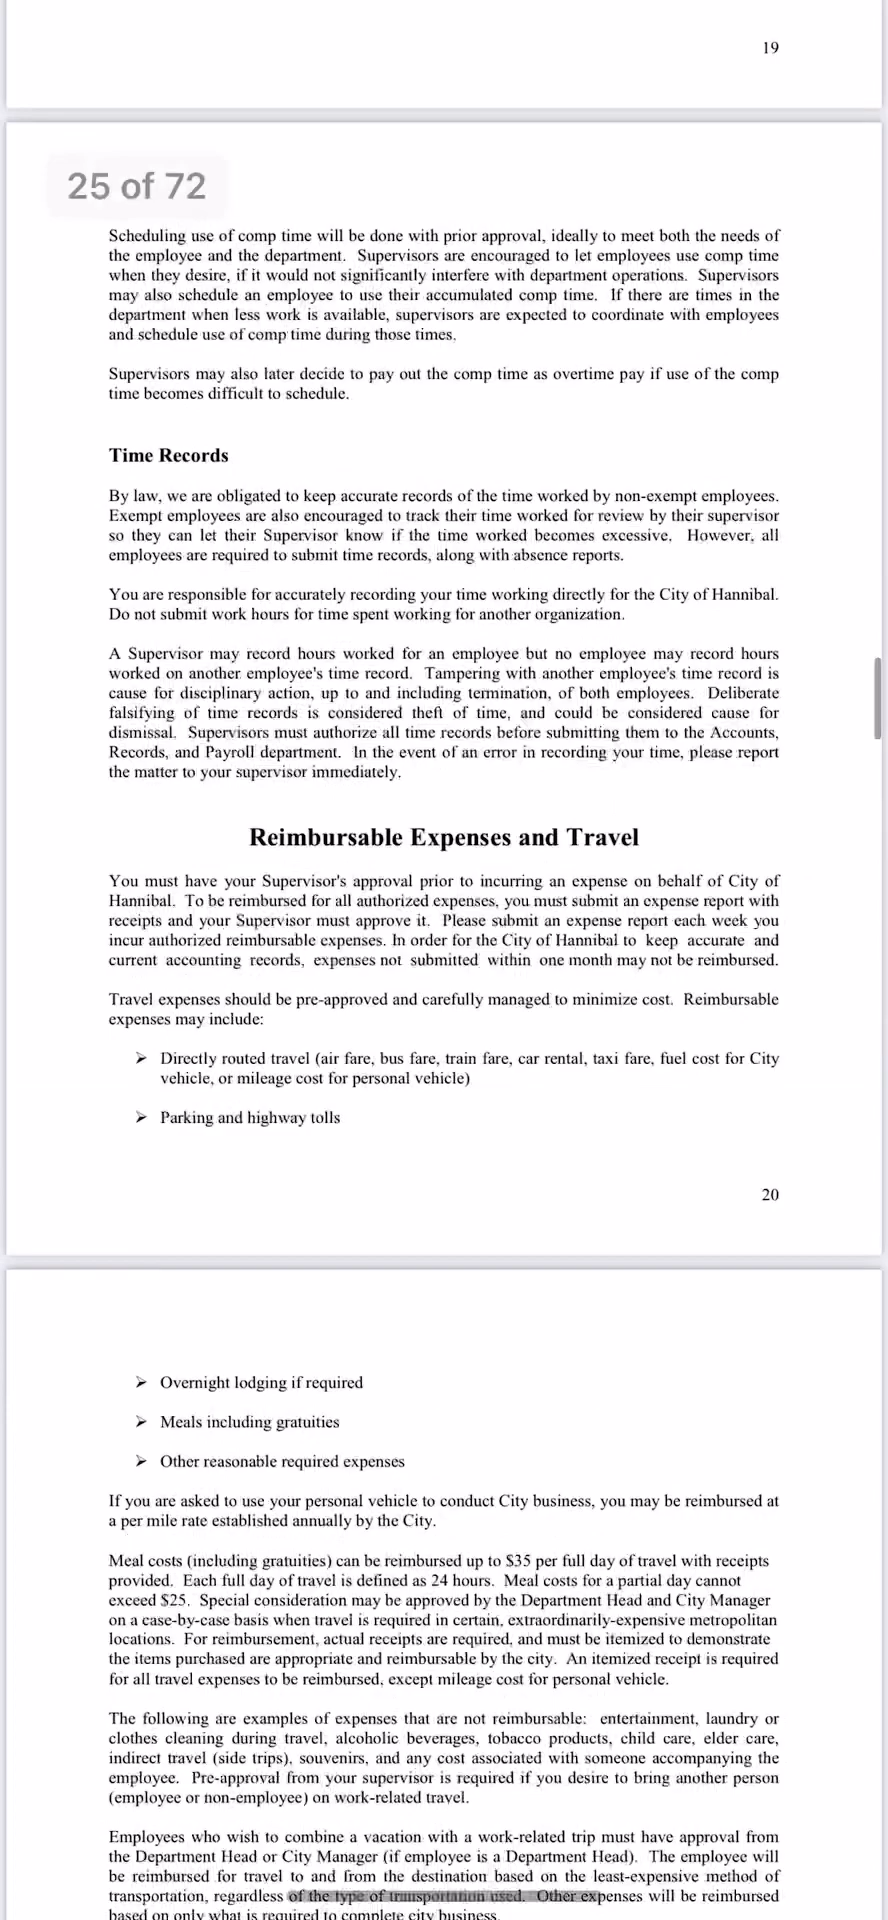 19
25 of 72
Scheduling use of comp time will be done with prior approval, ideally to meet both the needs of
the employee and the department. Supervisors are encouraged to let employees use comp time
when they desire, if it would not significantly interfere with department operations. Supervisors
may also schedule an employee to use their accumulated comp time. If there are times in the
department when less work is available, supervisors are expected to coordinate with employees
and schedule use of comp time during those times.
Supervisors may also later decide to pay out the comp time as overtime pay if use of the comp
time becomes difficult to schedule.
Time Records
By law, we are obligated to keep accurate records of the time worked by non-exempt employees.
Exempt employees are also encouraged to track their time worked for review by their supervisor
so they can let their Supervisor know if the time worked becomes excessive. However, all
employees are required to submit time records, along with absence reports.
You are responsible for accurately recording your time working directly for the City of Hannibal.
Do not submit work hours for time spent working for another organization.
A Supervisor may record hours worked for an employee but no employee may record hours
worked on another employee's time record. Tampering with another employee's time record is
cause for disciplinary action, up to and including termination, of both employees. Deliberate
falsifying of time records is considered theft of time, and could be considered cause for
dismissal. Supervisors must authorize all time records before submitting them to the Accounts,
Records, and Payroll department. In the event of an error in recording your time, please report
the matter to your supervisor immediately.
Reimbursable Expenses and Travel
You must have your Supervisor's approval prior to incurring an expense on behalf of City of
Hannibal. To be reimbursed for all authorized expenses, you must submit an expense report with
receipts and your Supervisor must approve it. Please submit an expense report each week you
incur authorized reimbursable expenses. In order for the City of Hannibal to keep accurate and
current accounting records, expenses not submitted within one month may not be reimbursed.
Travel expenses should be pre-approved and carefully managed to minimize cost. Reimbursable
expenses may include:
➢ Directly routed travel (air fare, bus fare, train fare, car rental, taxi fare, fuel cost for City
vehicle, or mileage cost for personal vehicle)
➢ Parking and highway tolls
20
➢ Overnight lodging if required
➢ Meals including gratuities
➢ Other reasonable required expenses
If you are asked to use your personal vehicle to conduct City business, you may be reimbursed at
a per mile rate established annually by the City.
Meal costs (including gratuities) can be reimbursed up to $35 per full day of travel with receipts
provided. Each full day of travel is defined as 24 hours. Meal costs for a partial day cannot
exceed $25. Special consideration may be approved by the Department Head and City Manager
on a case-by-case basis when travel is required in certain, extraordinarily-expensive metropolitan
locations. For reimbursement, actual receipts are required, and must be itemized to demonstrate
the items purchased are appropriate and reimbursable by the city. An itemized receipt is required
for all travel expenses to be reimbursed, except mileage cost for personal vehicle.
The following are examples of expenses that are not reimbursable: entertainment, laundry or
clothes cleaning during travel, alcoholic beverages, tobacco products, child care, elder care,
indirect travel (side trips), souvenirs, and any cost associated with someone accompanying the
employee. Pre-approval from your supervisor is required if you desire to bring another person
(employee or non-employee) on work-related travel.
Employees who wish to combine a vacation with a work-related trip must have approval from
the Department Head or City Manager (if employee is a Department Head). The employee will
be reimbursed for travel to and from the destination based on the least-expensive method of
transportation, regardless of the type of transportation used. Other expenses will be reimbursed
based on only what is required to complete city business.